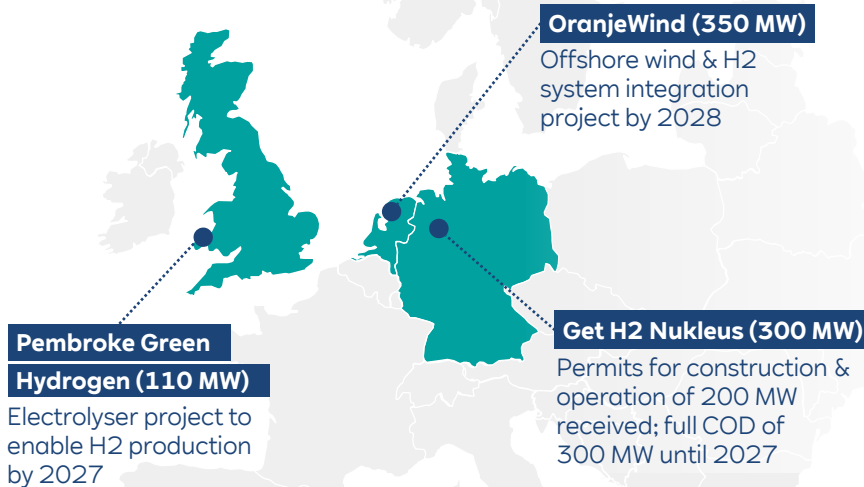 OranjeWind (350 MW)
Offshore wind & H2
system integration
project by 2028
Pembroke Green
Hydrogen (110 MW)
Electrolyser project to
enable H2 production
by 2027
Get H2 Nukleus (300 MW)
Permits for construction &
operation of 200 MW
received; full COD of
300 MW until 2027